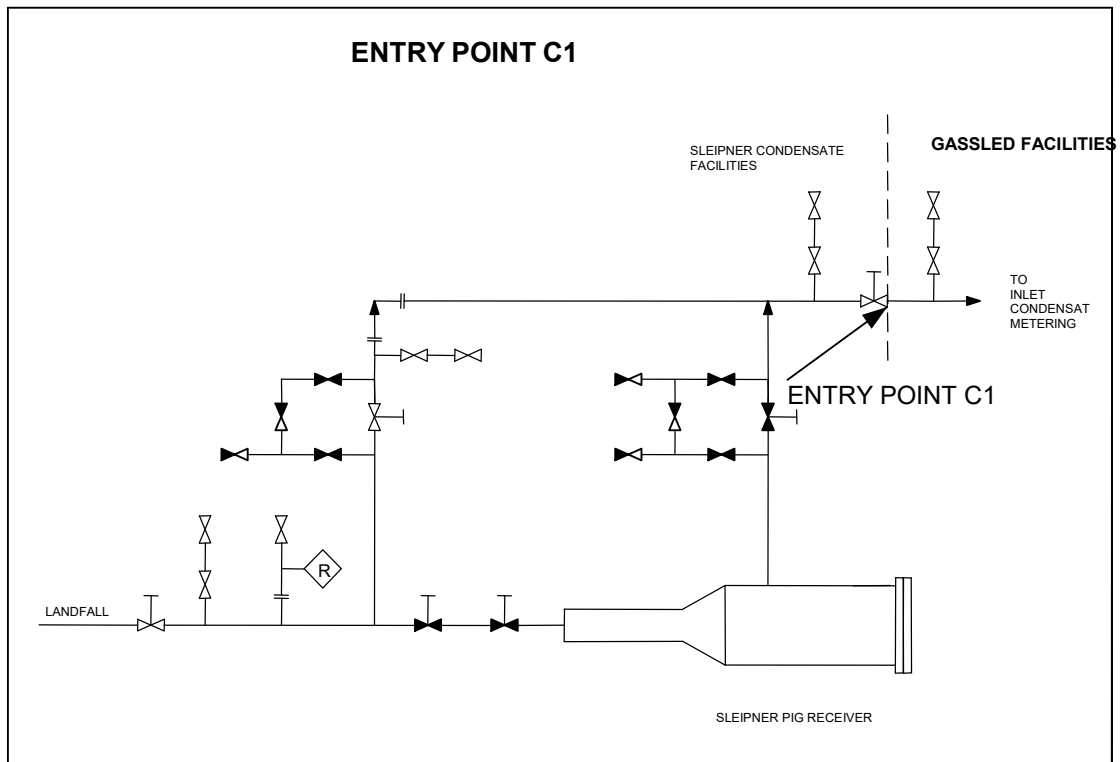 ENTRY POINT C1
SLEIPNER CONDENSATE
FACILITIES
GASSLED FACILITIES
TO
INLET
CONDENSAT
METERING
ENTRY POINT C1
R
LANDFALL
SLEIPNER PIG RECEIVER